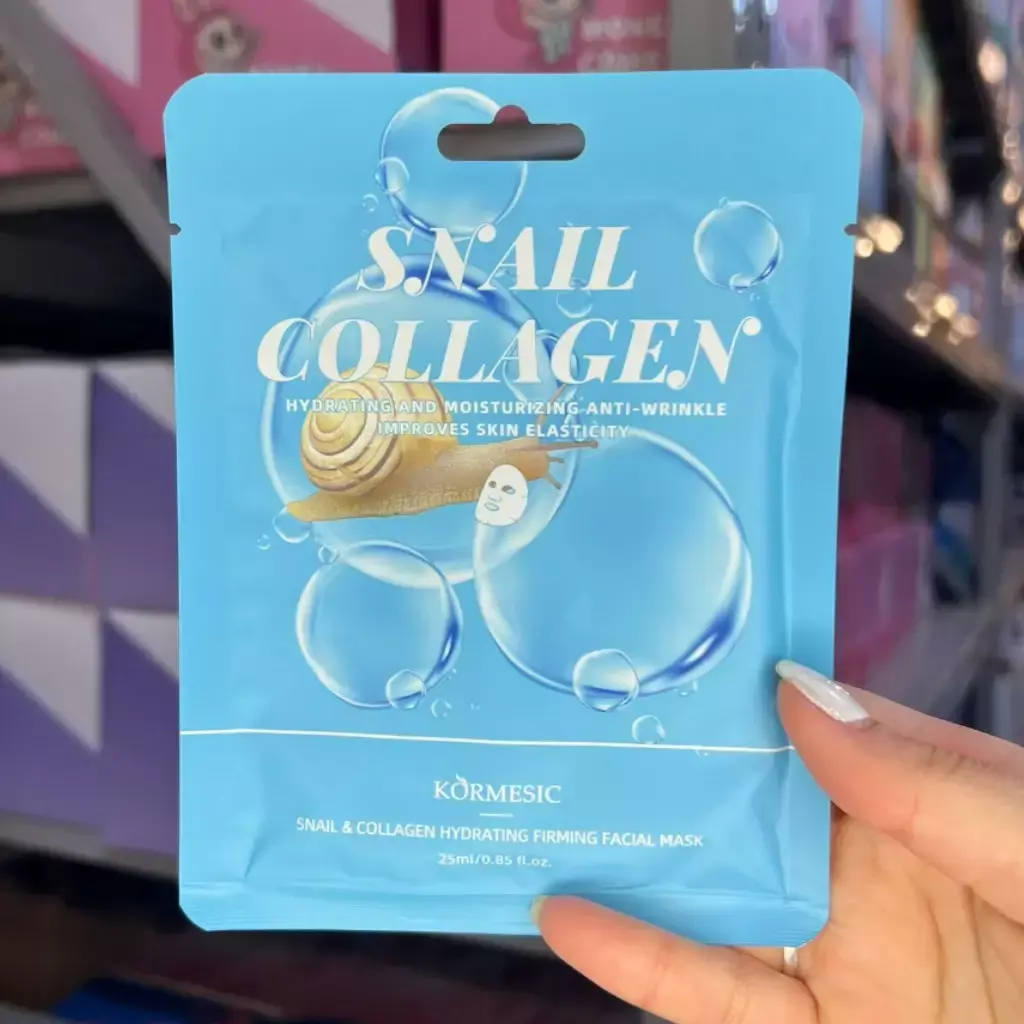 SNAIL
COLLAGEN
HYDRATING AND MOISTURIZING ANTI-WRINKLE
IMPROVES SKIN ELASTICITY
KORMESIC
SNAIL & COLLAGEN HYDRATING FIRMING FACIAL MASK
25ml/0.85 fl.oz.